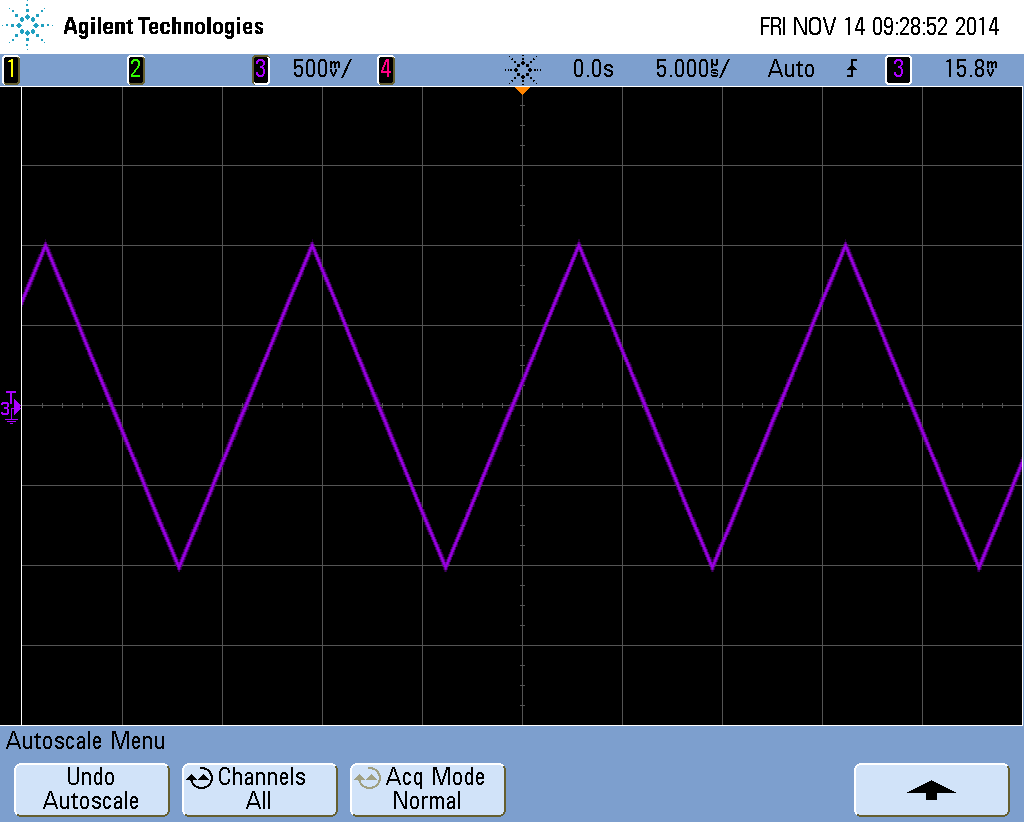 Agilent Technologies
FRI NOV 14 09:28:52 2014
1 2 3 500mV/ 4 0.0s 5.000us/ Auto 3 15.8mV
T
3
Autoscale Menu
Undo Autoscale
Channels All
Acq Mode Normal